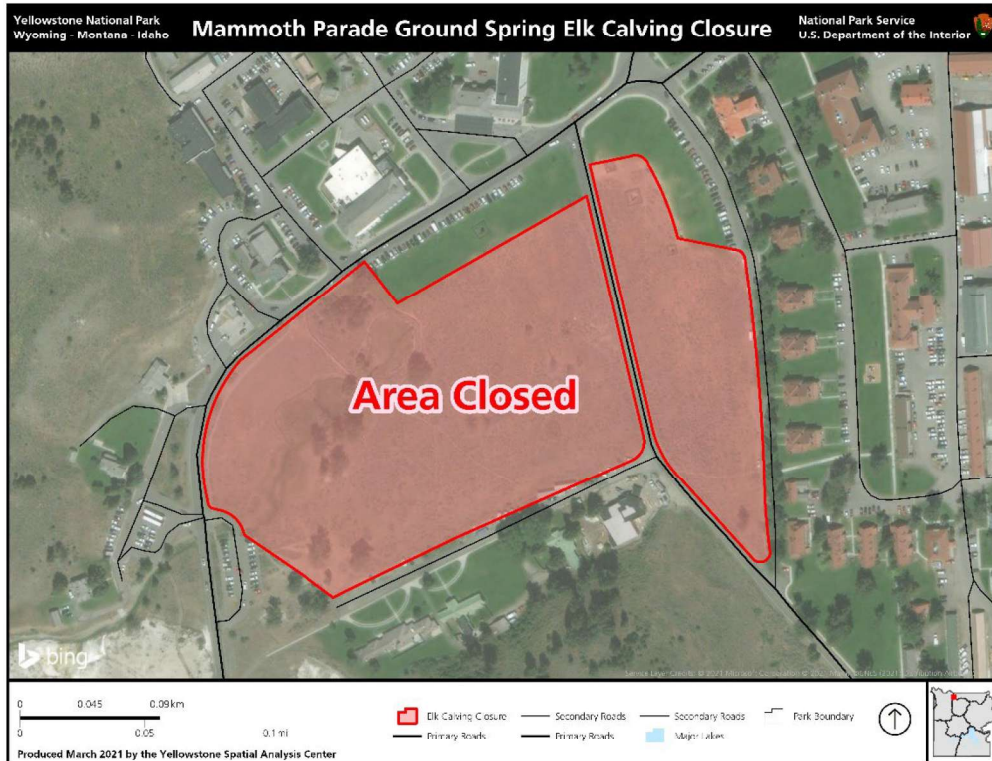 Yellowstone National Park
Wyoming - Montana - Idaho
Mammoth Parade Ground Spring Elk Calving Closure
National Park Service
U.S. Department of the Interior
Area Closed
bing
0 0.045 0.09 km
0 0.05 0.1 mi
Produced March 2021 by the Yellowstone Spatial Analysis Center
Elk Calving Closure
Secondary Roads
Secondary Roads
Park Boundary
Primary Roads
Primary Roads
Major Lakes